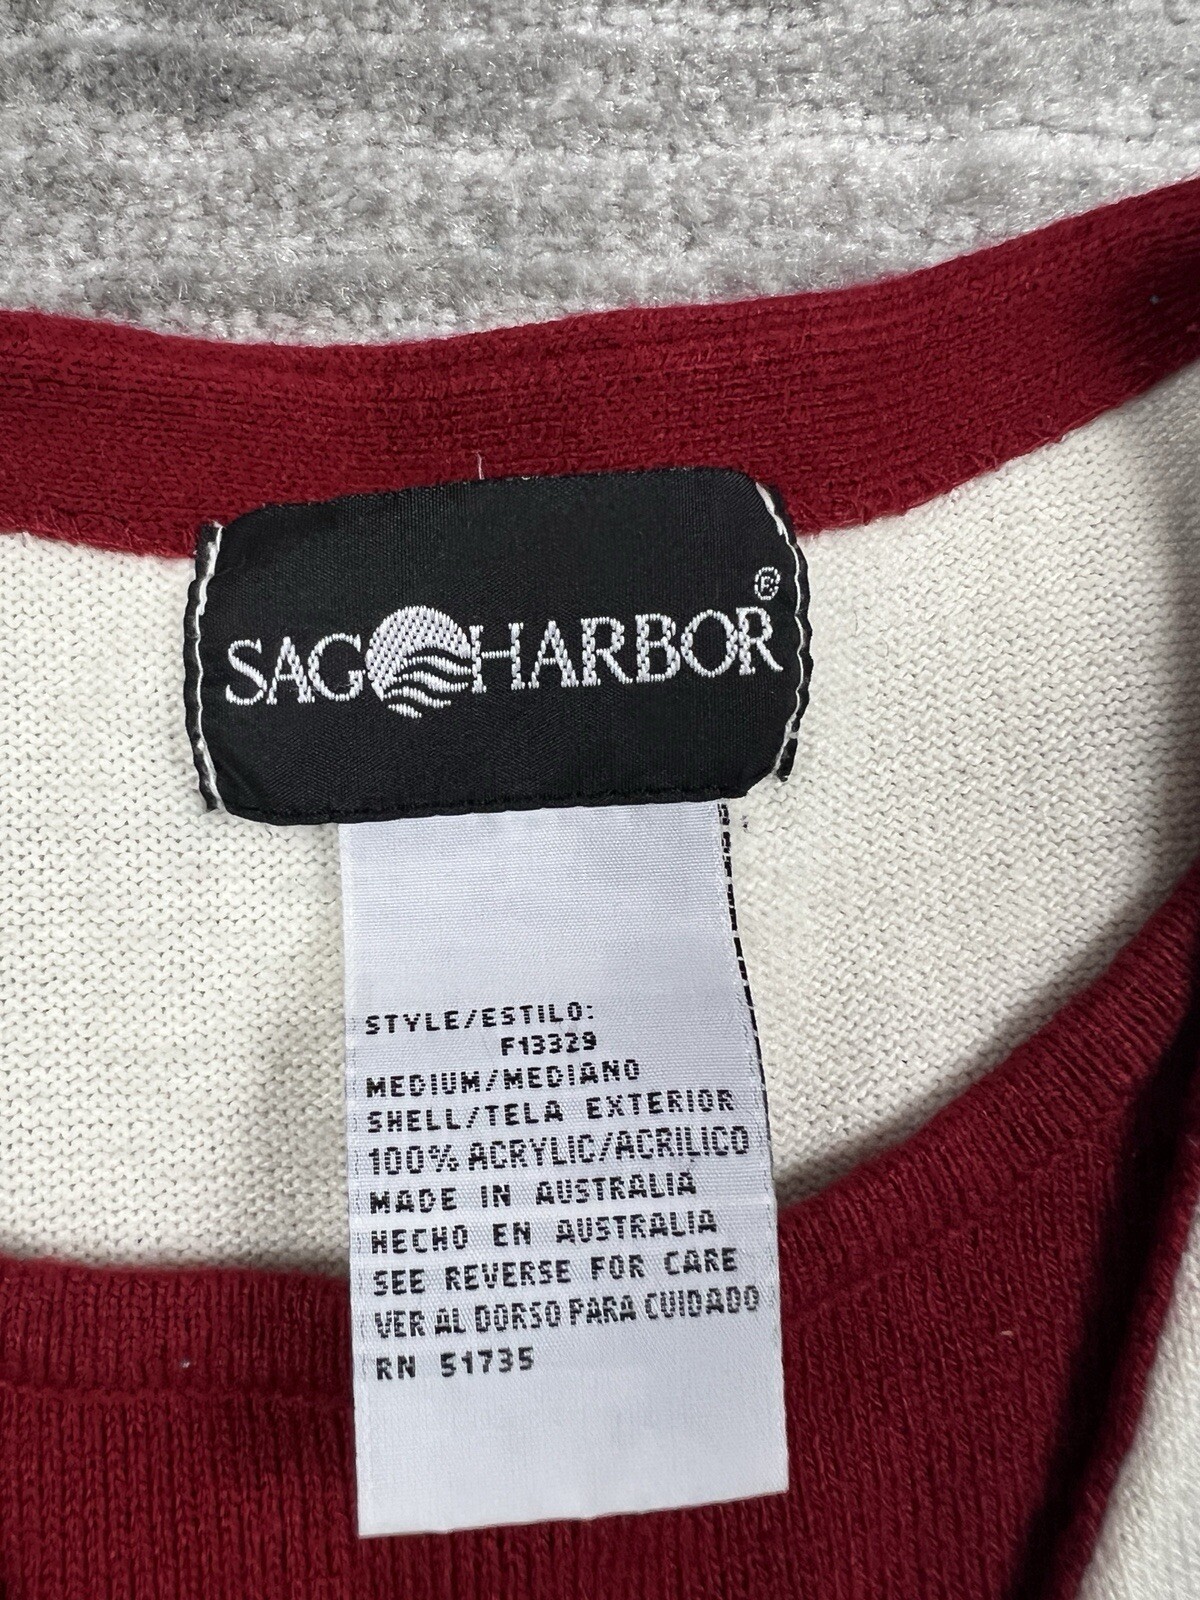 SAG HARBOR®
STYLE/ESTILO:
F13329
MEDIUM/MEDIANO
SHELL/TELA EXTERIOR
100% ACRYLIC/ACRILICO
MADE IN AUSTRALIA
HECHO EN AUSTRALIA
SEE REVERSE FOR CARE
VER AL DORSO PARA CUIDADO
RN 51735